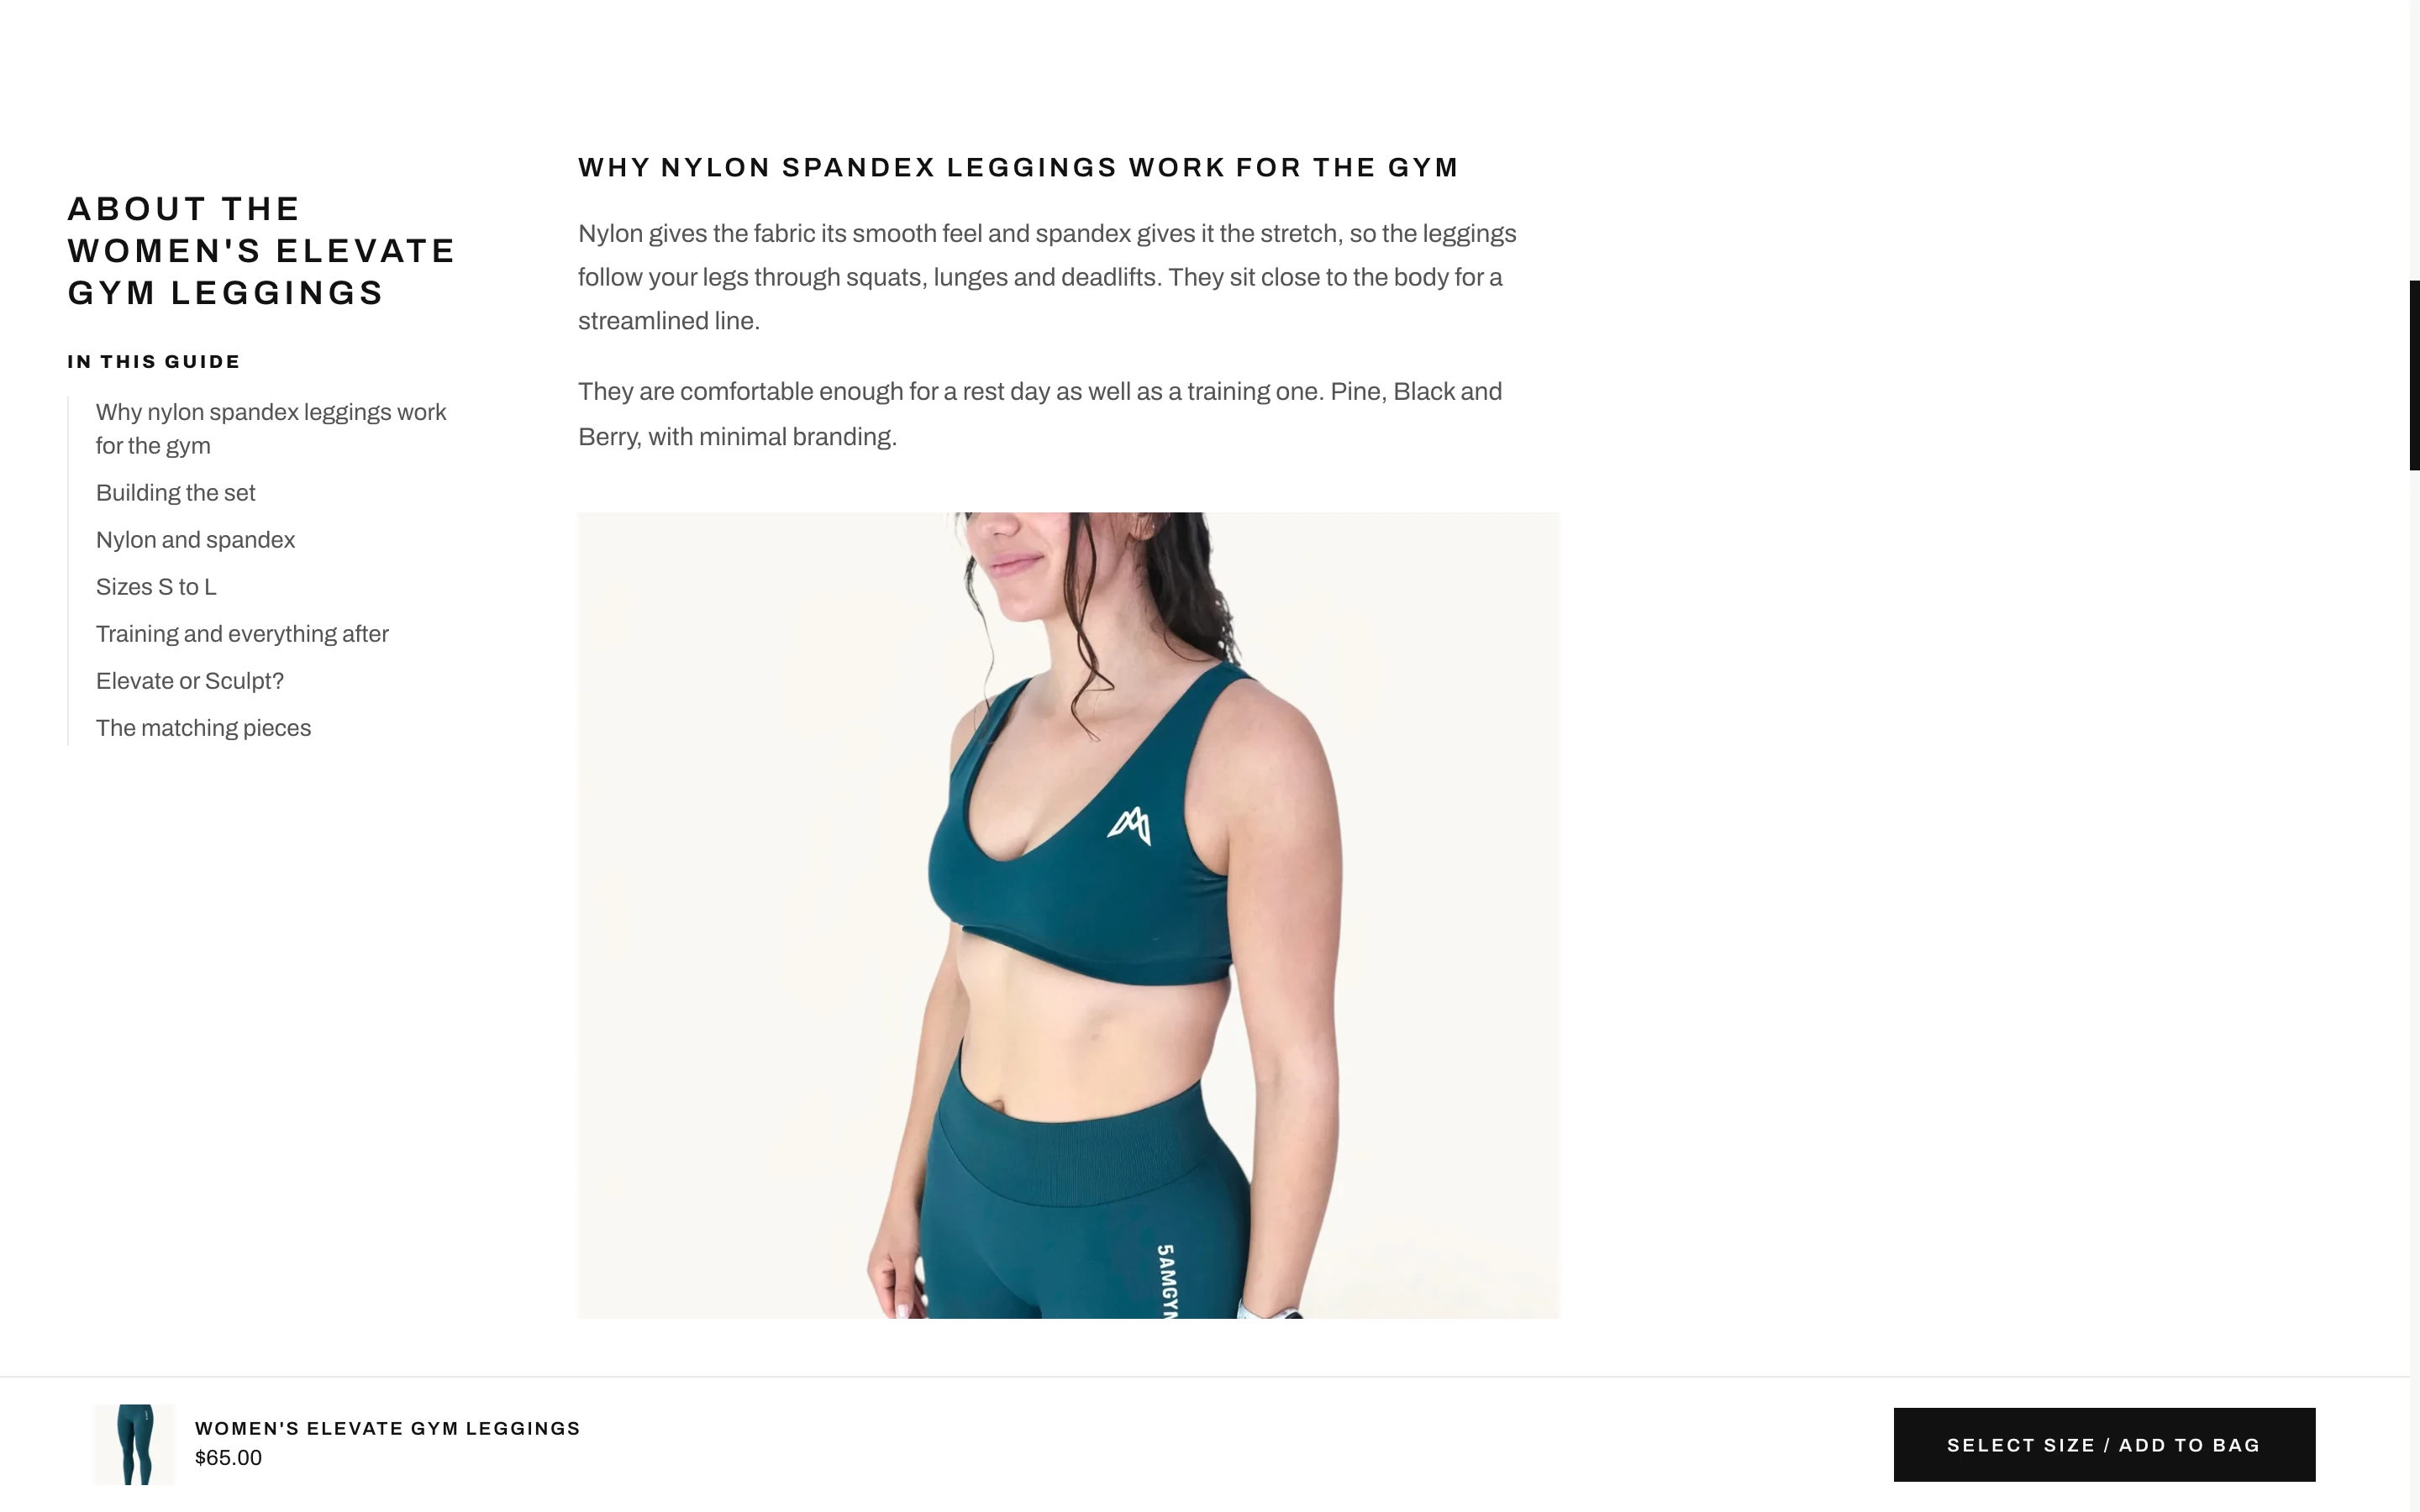 ABOUT THE
WOMEN'S ELEVATE
GYM LEGGINGS
IN THIS GUIDE
Why nylon spandex leggings work
for the gym
Building the set
Nylon and spandex
Sizes S to L
Training and everything after
Elevate or Sculpt?
The matching pieces
WHY NYLON SPANDEX LEGGINGS WORK FOR THE GYM
Nylon gives the fabric its smooth feel and spandex gives it the stretch, so the leggings
follow your legs through squats, lunges and deadlifts. They sit close to the body for a
streamlined line.
They are comfortable enough for a rest day as well as a training one. Pine, Black and
Berry, with minimal branding.
5AMGYM
WOMEN'S ELEVATE GYM LEGGINGS
$65.00
SELECT SIZE / ADD TO BAG